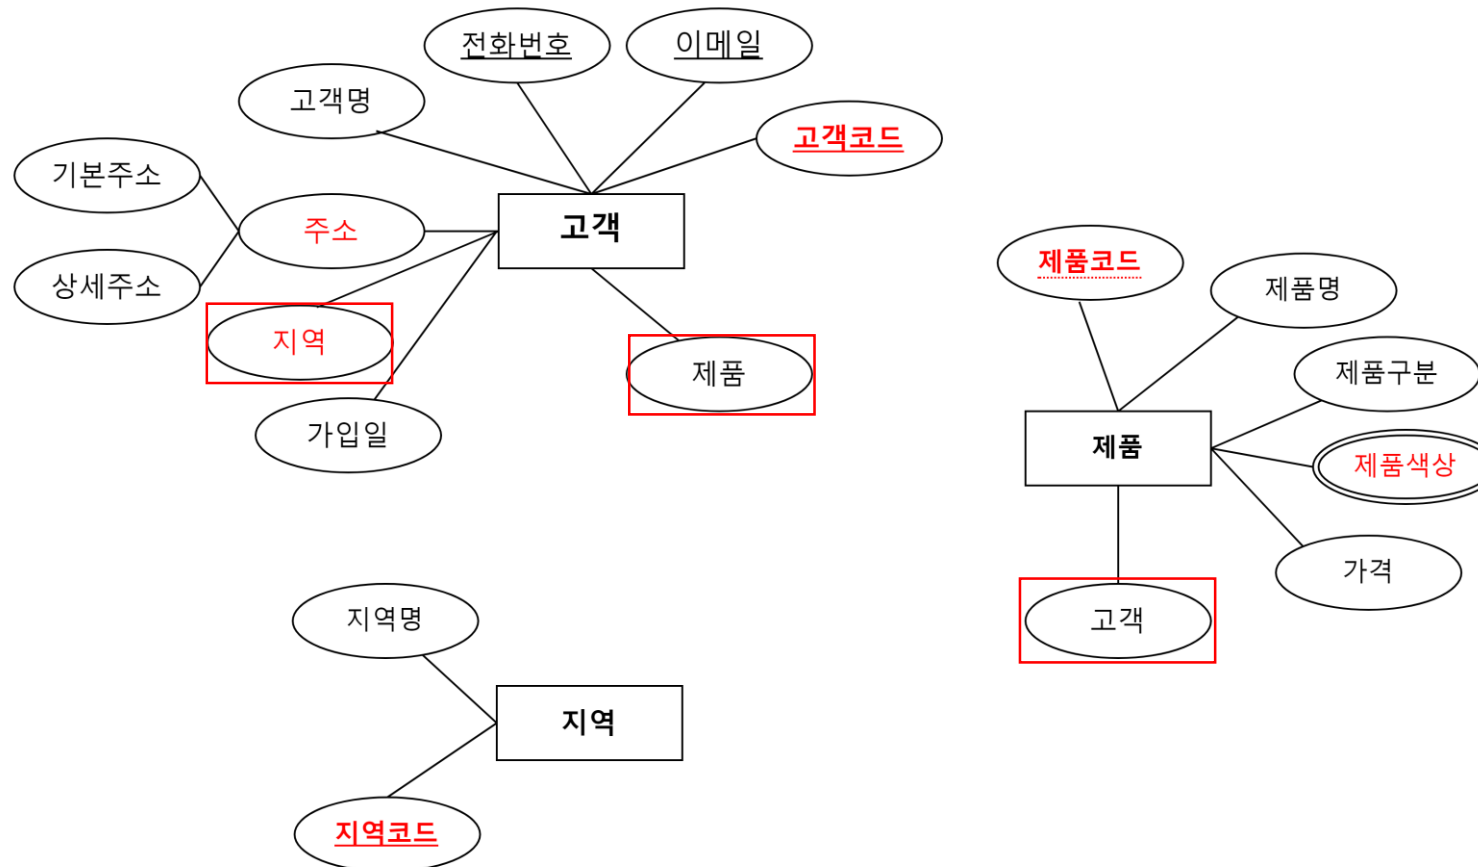 전화번호
이메일
고객명
고객코드
기본주소
주소
고객
상세주소
지역
제품
가입일
제품코드
제품명
제품구분
제품
제품색상
가격
고객
지역명
지역
지역코드